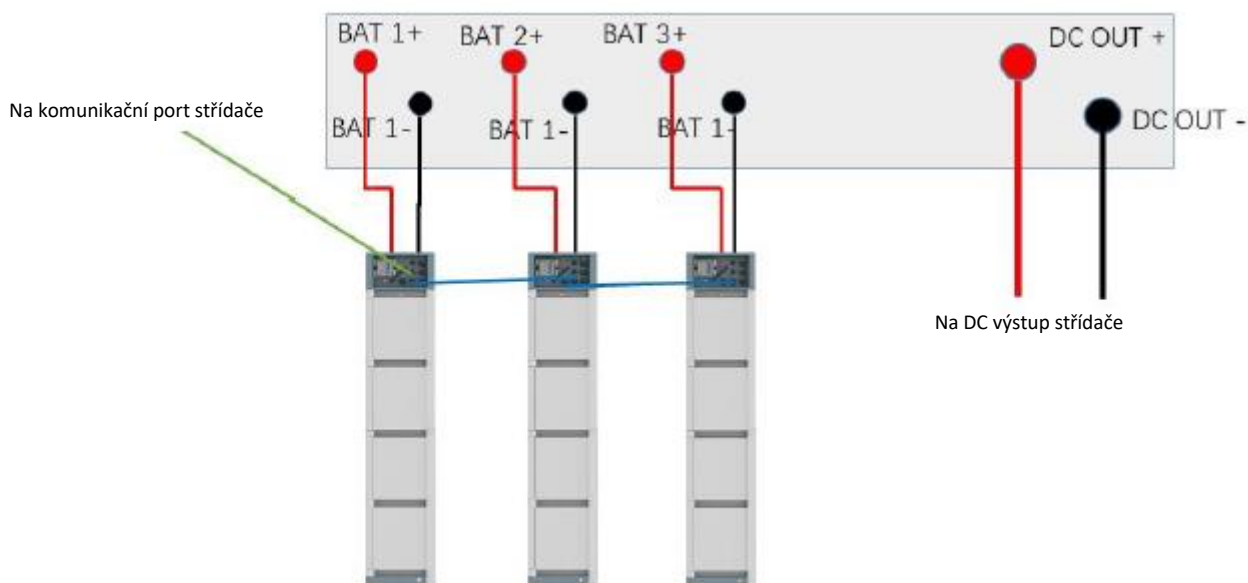 BAT 1+
BAT 2+
BAT 3+
DC OUT +
Na komunikační port střídače
BAT 1-
BAT 1-
BAT 1-
DC OUT -
Na DC výstup střídače